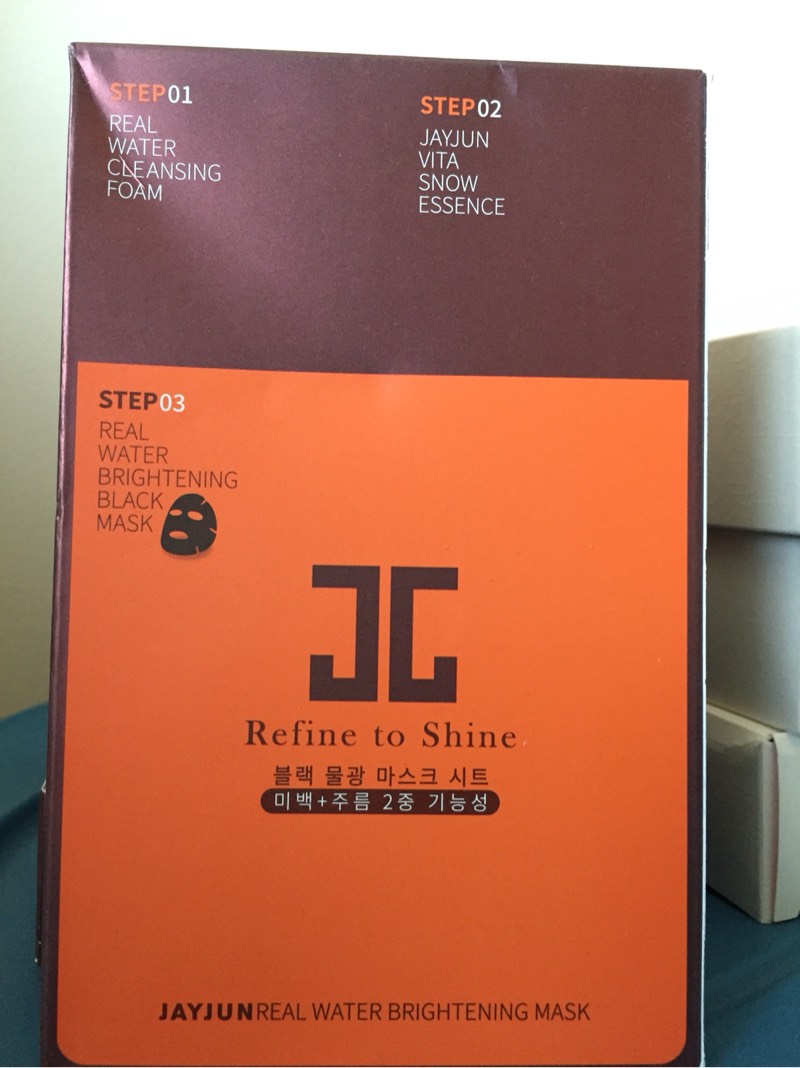 STEP01
REAL
WATER
CLEANSING
FOAM
STEP02
JAYJUN
VITA
SNOW
ESSENCE
STEP03
REAL
WATER
BRIGHTENING
BLACK
MASK
Refine to Shine
블랙 물광 마스크 시트
미백+주름 2중 기능성
JAYJUN REAL WATER BRIGHTENING MASK